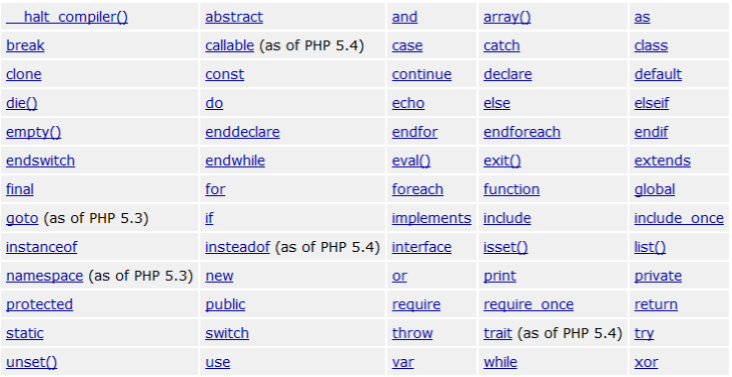 __halt_compiler() abstract and array() as
break callable (as of PHP 5.4) case catch class
clone const continue declare default
die() do echo else elseif
empty() enddeclare endfor endforeach endif
endswitch endwhile eval() exit() extends
final for foreach function global
goto (as of PHP 5.3) if implements include include_once
instanceof insteadof (as of PHP 5.4) interface isset() list()
namespace (as of PHP 5.3) new or print private
protected public require require_once return
static switch throw trait (as of PHP 5.4) try
unset() use var while xor